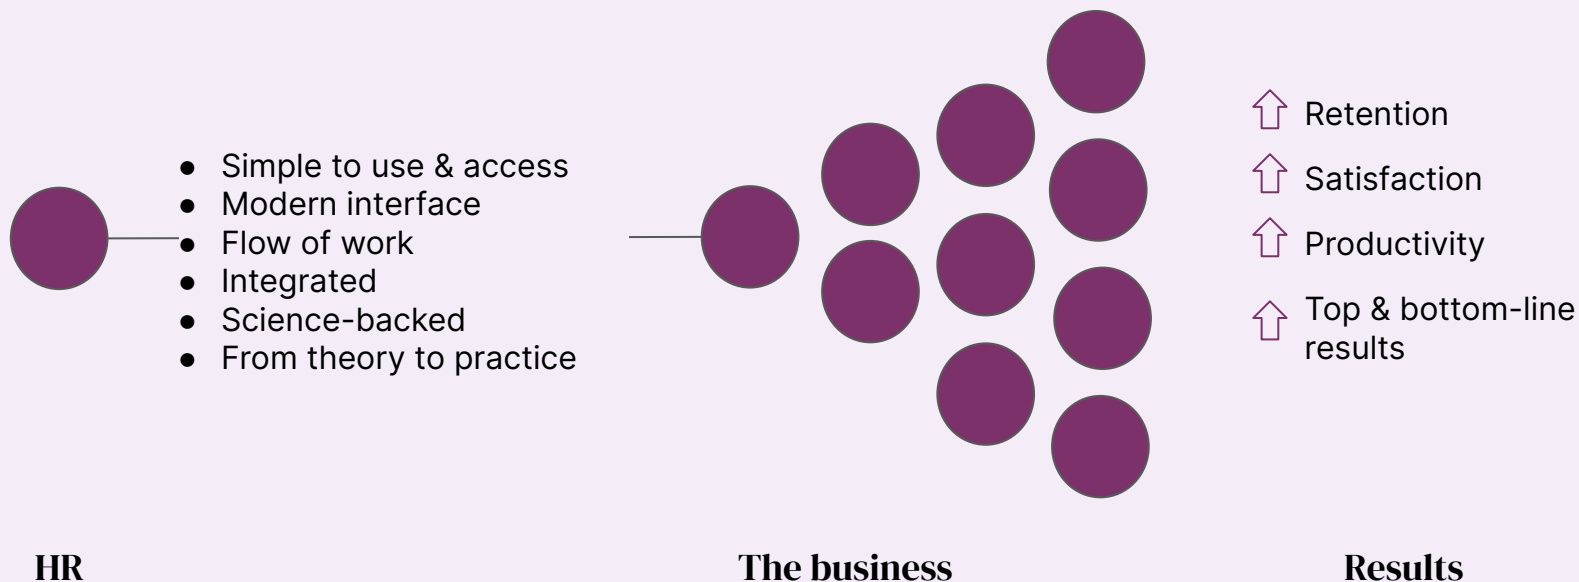 ● Simple to use & access
● Modern interface
● Flow of work
● Integrated
● Science-backed
● From theory to practice
Retention
Satisfaction
Productivity
Top & bottom-line
results
HR
The business
Results